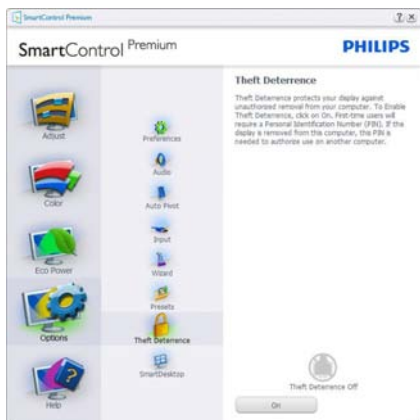 SmartControl Premium
? X
SmartControl Premium
PHILIPS
Adjust
Color
Eco Power
Options
Help
Preferences
Audio
Auto Pivot
Input
Wizard
Presets
Theft Deterrence
SmartDesktop
Theft Deterrence
Theft Deterrence protects your display against
unauthorized removal from your computer. To Enable
Theft Deterrence, click on On. First-time users will
require a Personal Identification Number (PIN). If the
display is removed from this computer, this PIN is
needed to authorize use on another computer.
Theft Deterrence Off
On